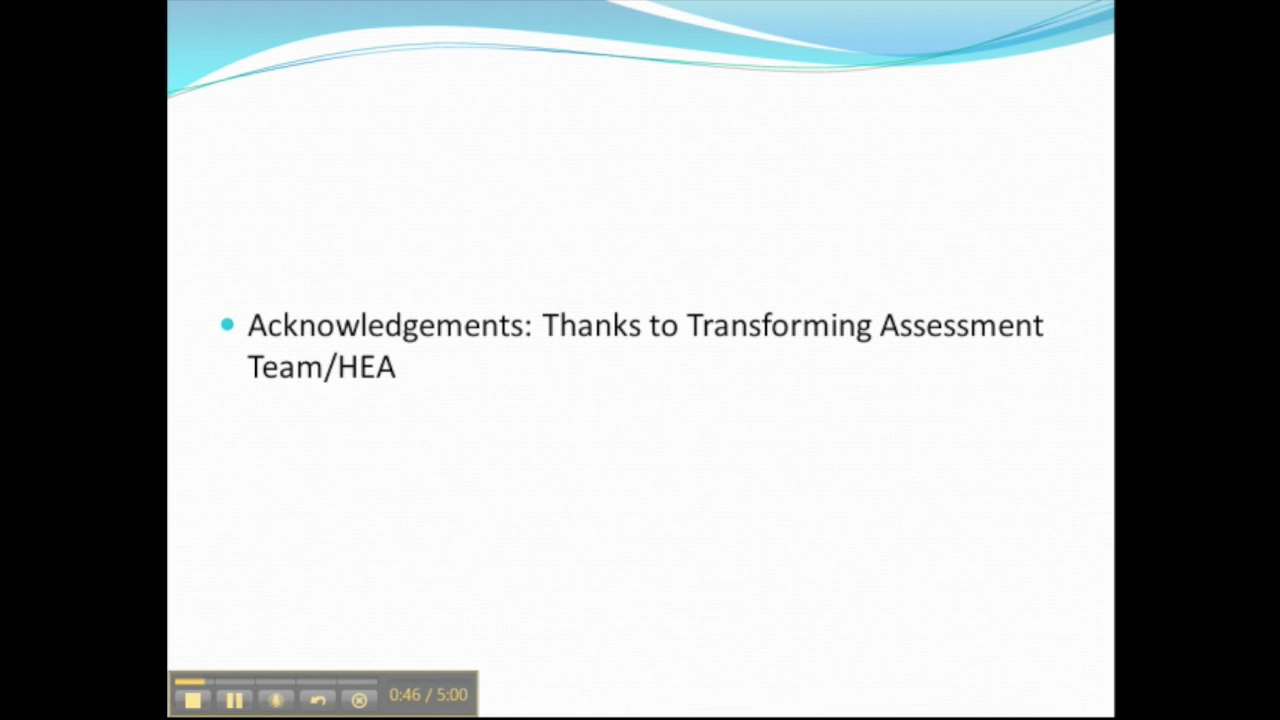 Acknowledgements: Thanks to Transforming Assessment
Team/HEA
0:46 / 5:00